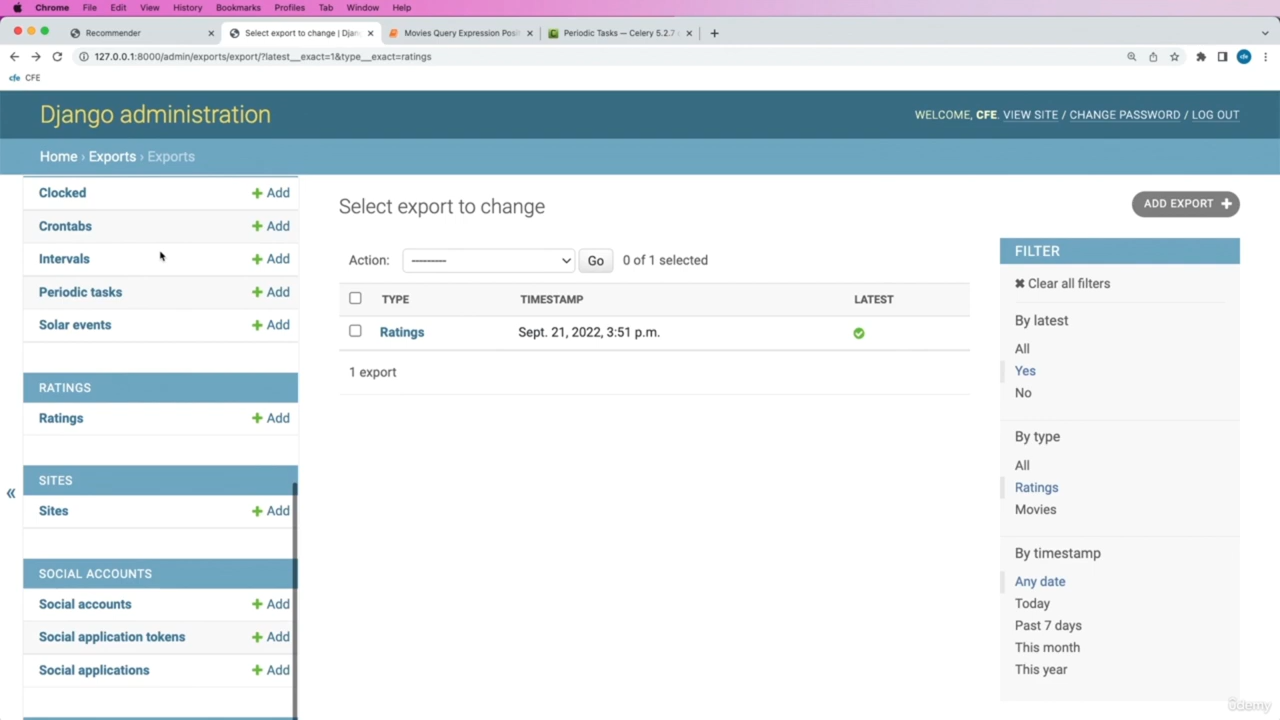 Chrome File Edit View History Bookmarks Profiles Tab Window Help
Recommender
Select export to change | Djan
Movies Query Expression Posi
Periodic Tasks — Celery 5.2.7 d
127.0.0.1:8000/admin/exports/export/?latest__exact=1&type__exact=ratings
cfe CFE
Django administration
WELCOME, CFE. VIEW SITE / CHANGE PASSWORD / LOG OUT
Home › Exports › Exports
Clocked + Add
Crontabs + Add
Intervals + Add
Periodic tasks + Add
Solar events + Add
RATINGS
Ratings + Add
SITES
Sites + Add
SOCIAL ACCOUNTS
Social accounts + Add
Social application tokens + Add
Social applications + Add
«
Select export to change
ADD EXPORT +
Action: --------- Go 0 of 1 selected
TYPE TIMESTAMP LATEST
Ratings Sept. 21, 2022, 3:51 p.m.
1 export
FILTER
✖ Clear all filters
By latest
All
Yes
No
By type
All
Ratings
Movies
By timestamp
Any date
Today
Past 7 days
This month
This year
ûdemy